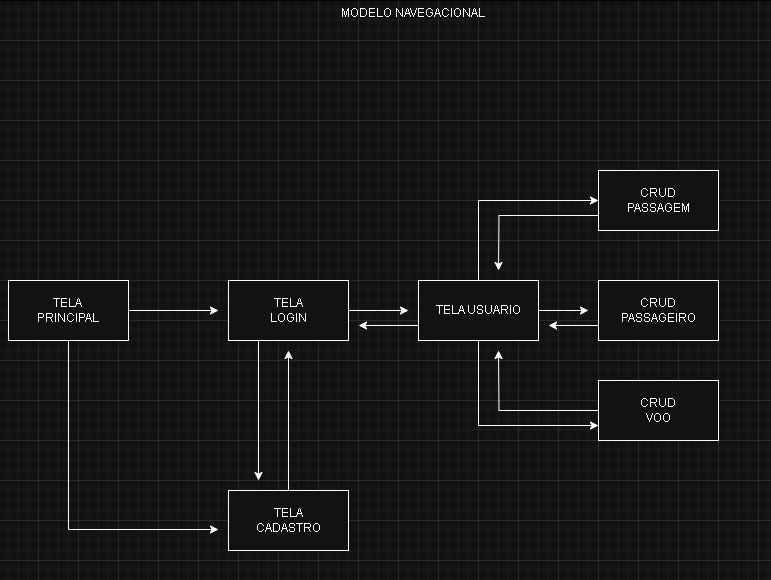 MODELO NAVEGACIONAL
CRUD
PASSAGEM
TELA
PRINCIPAL
TELA
LOGIN
TELA USUARIO
CRUD
PASSAGEIRO
CRUD
VOO
TELA
CADASTRO